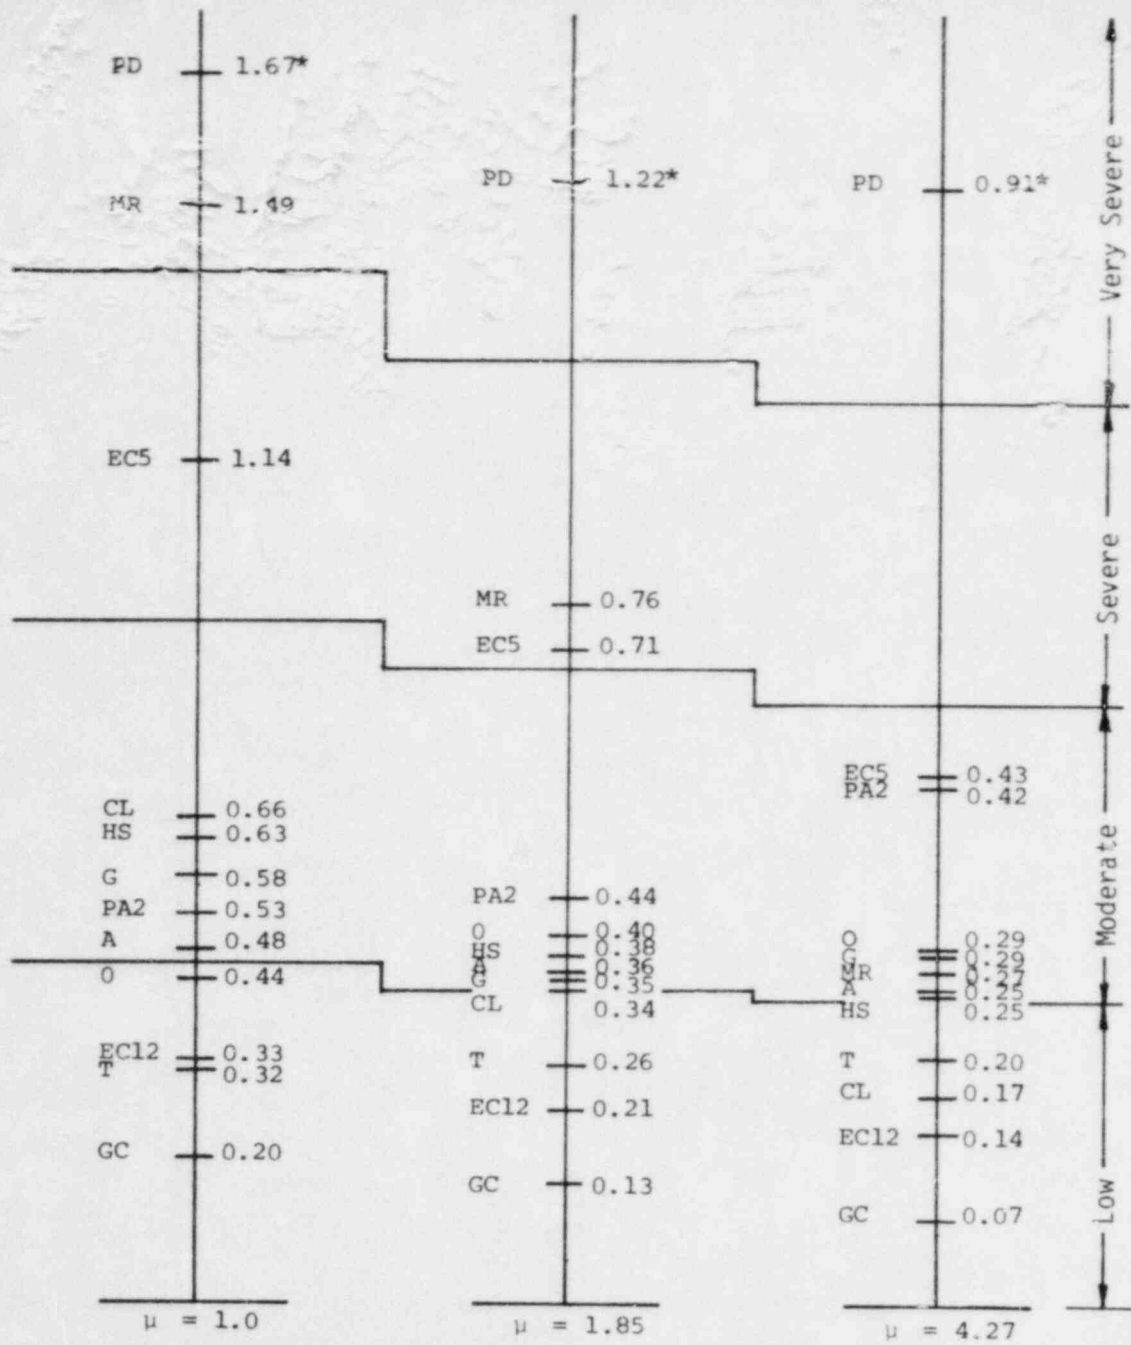 PD 1.67*
MR 1.49
EC5 1.14
CL 0.66
HS 0.63
G 0.58
PA2 0.53
A 0.48
O 0.44
EC12 0.33
T 0.32
GC 0.20
μ = 1.0
PD 1.22*
MR 0.76
EC5 0.71
PA2 0.44
O 0.40
HS 0.38
A 0.36
G 0.35
CL 0.34
T 0.26
EC12 0.21
GC 0.13
μ = 1.85
PD 0.91*
EC5 0.43
PA2 0.42
O 0.29
G 0.29
MR 0.27
A 0.25
HS 0.25
T 0.20
CL 0.17
EC12 0.14
GC 0.07
μ = 4.27
Very Severe
Severe
Moderate
Low